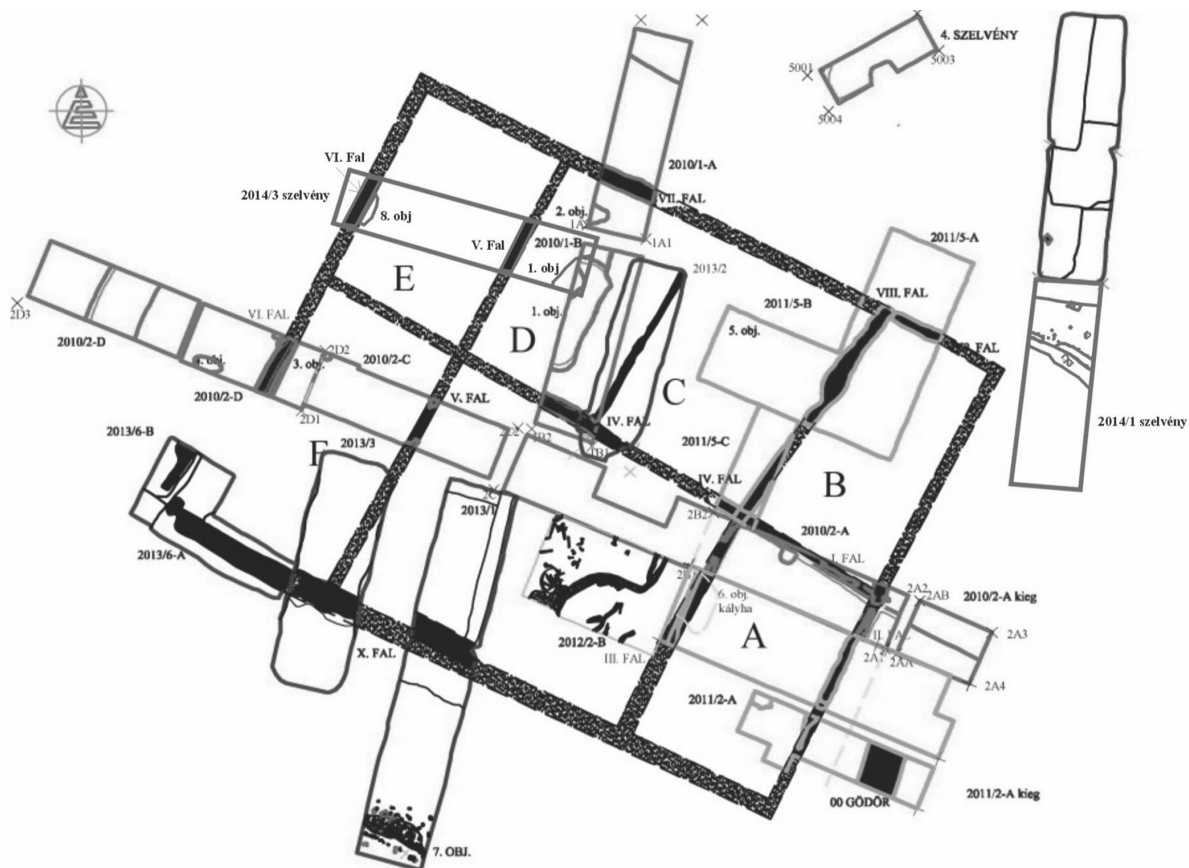 4. SZELVÉNY
5001
5003
5004
VI. Fal
2014/3 szelvény
2010/1-A
VII. FAL
8. obj
2. obj.
1A
1A1
V. Fal
2010/1-B
2011/5-A
1. obj
2013/2
E
2011/5-B
VIII. FAL
1. obj.
2D3
VI. FAL
5. obj.
D
2010/2-D
4. obj.
3. obj.
2D2
2010/2-C
C
2010/2-D
V. FAL
2014/1 szelvény
2D1
IV. FAL
2013/6-B
2013/3
1B1
2011/5-C
F
B
IV. FAL
2013/1
2B2
2010/2-A
2013/6-A
I. FAL
6. obj.
kályha
2A2
2AB
2010/2-A kieg
A
2A3
2012/2-B
II. FAL
X. FAL
III. FAL
2AA
2A4
2011/2-A
2011/2-A kieg
00 GÖDÖR
7. OBJ.